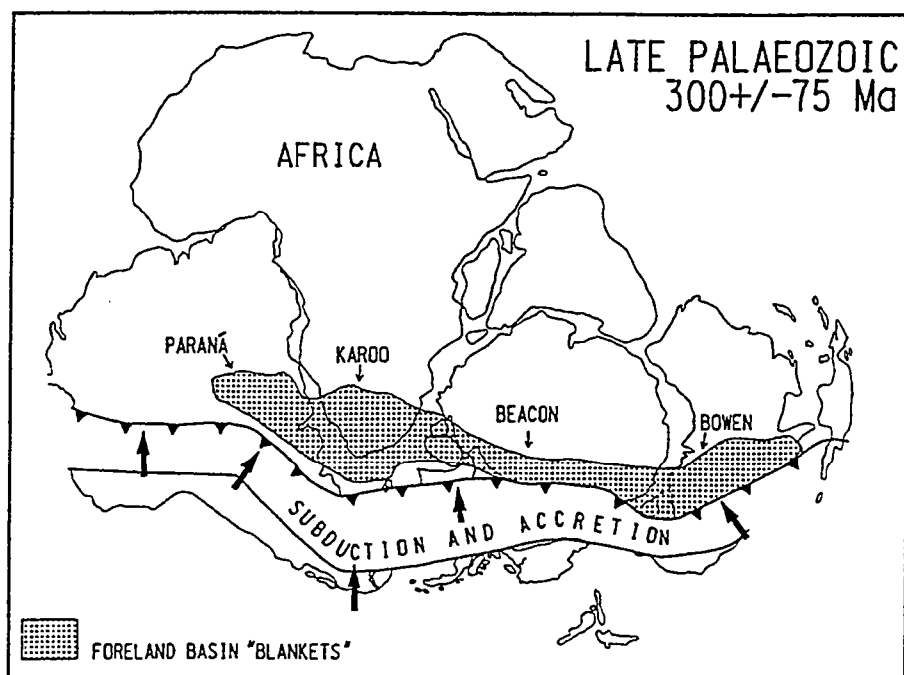 LATE PALAEOZOIC
300+/-75 Ma
AFRICA
PARANÁ
KAROO
BEACON
BOWEN
SUBDUCTION AND ACCRETION
FORELAND BASIN "BLANKETS"